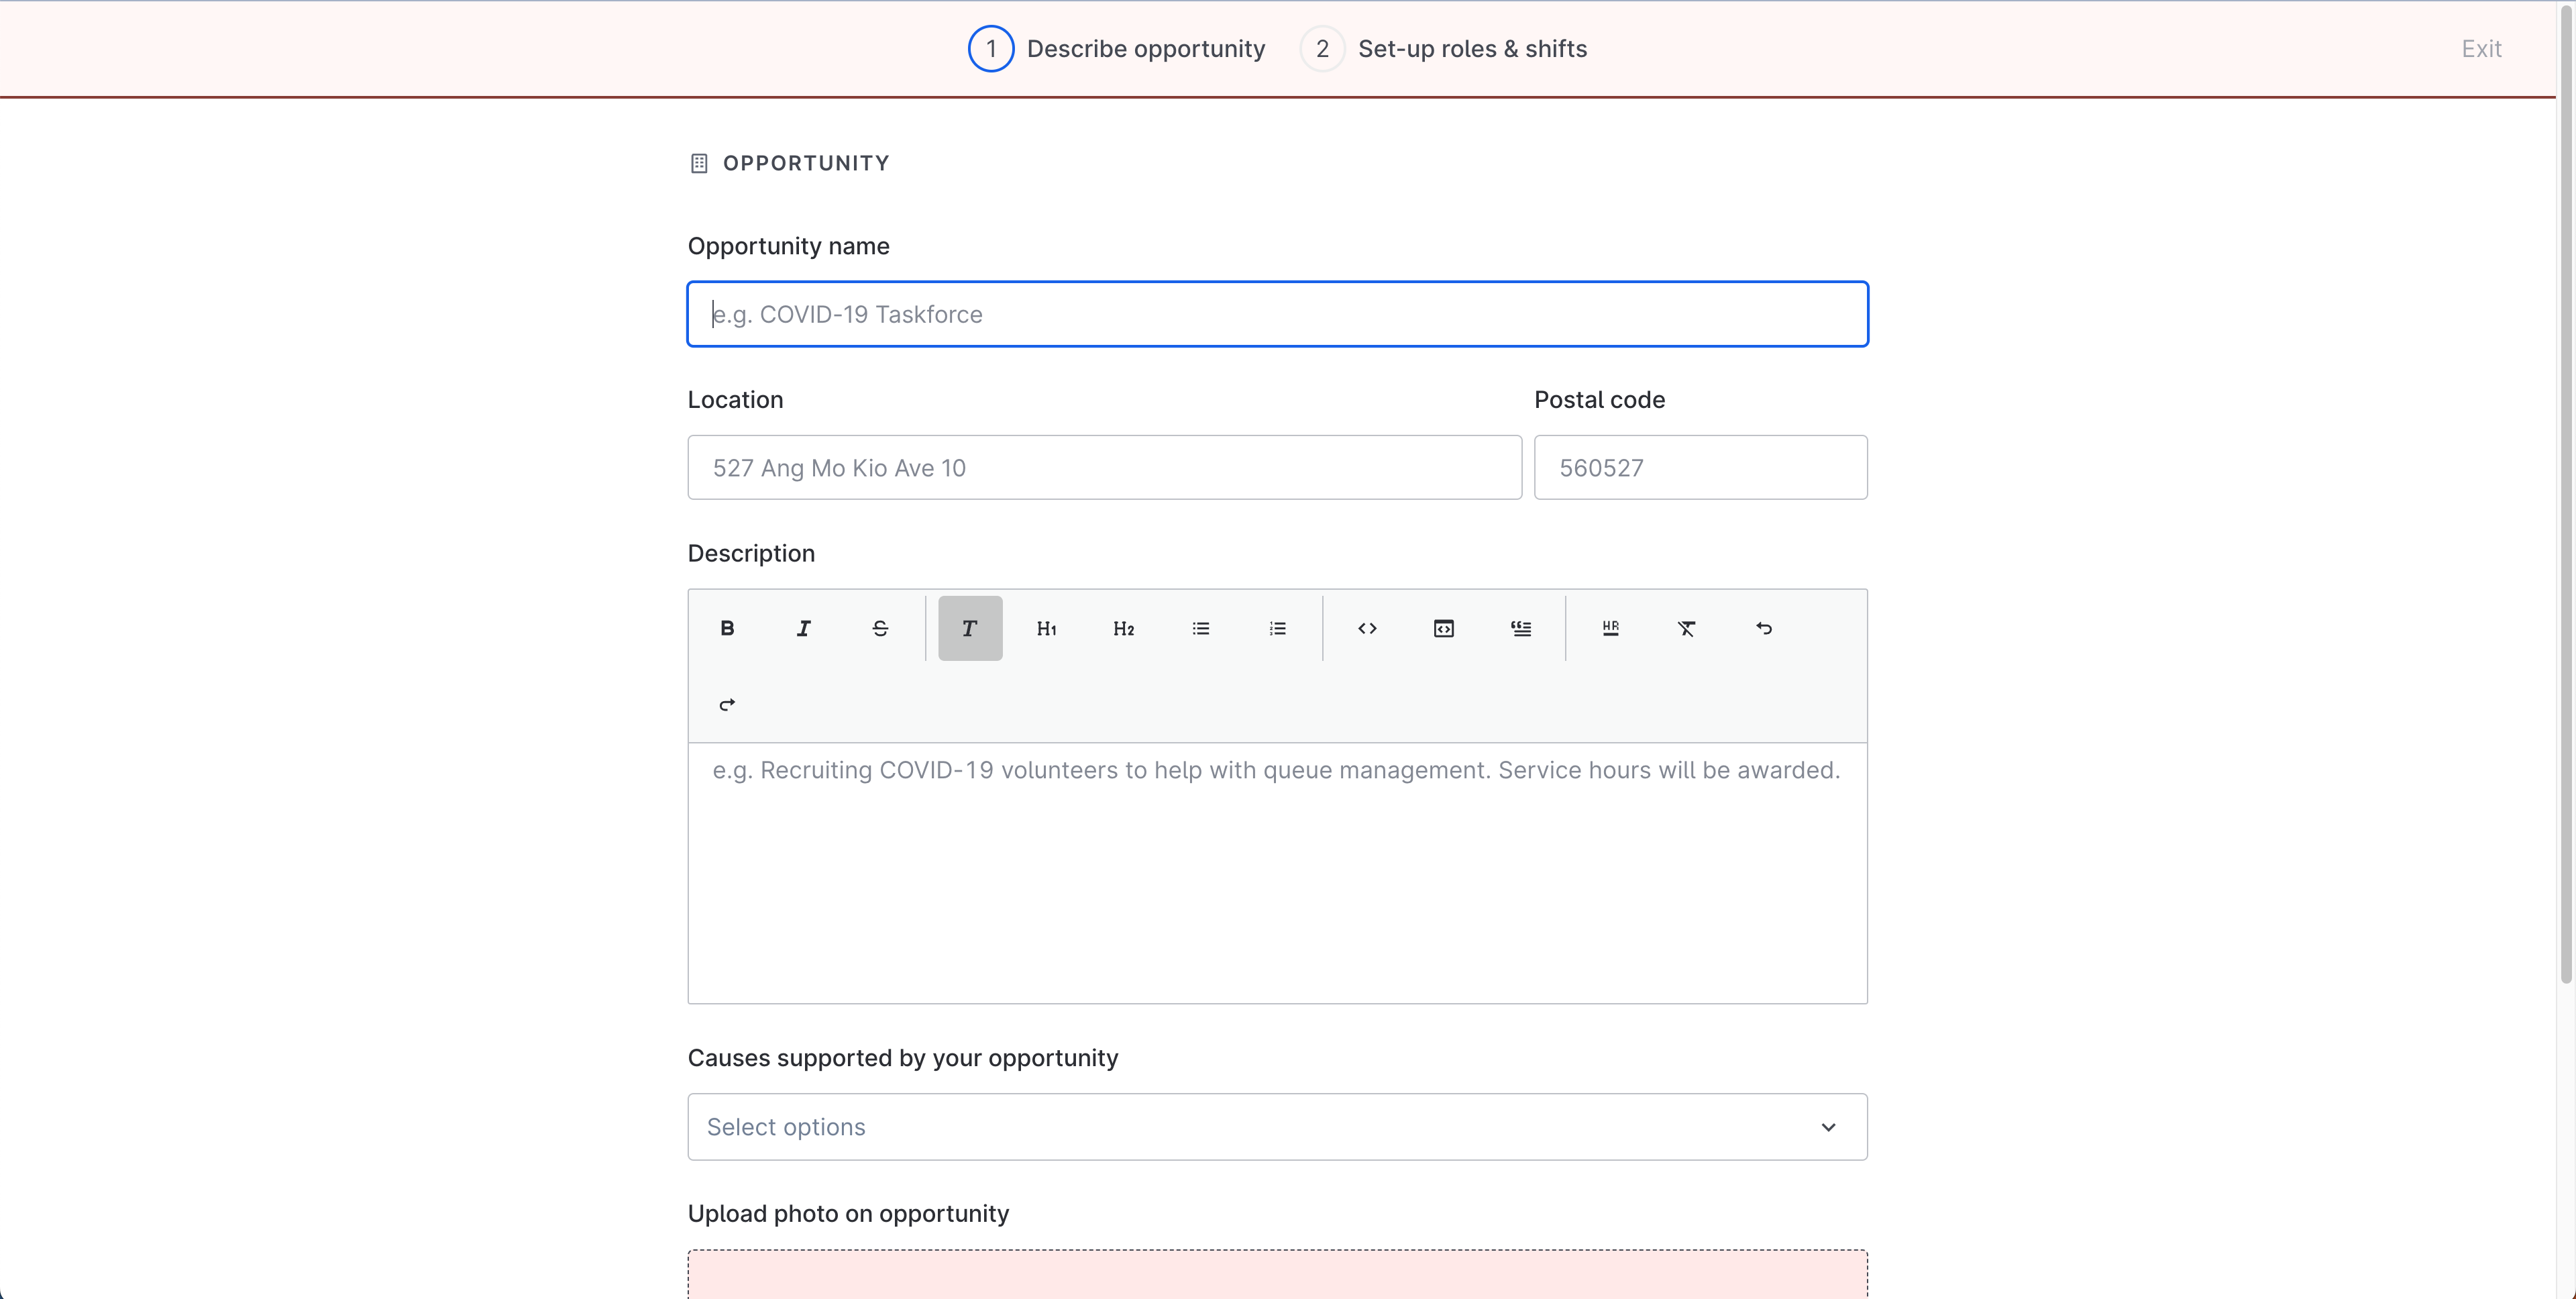 1 Describe opportunity 2 Set-up roles & shifts Exit
OPPORTUNITY
Opportunity name
e.g. COVID-19 Taskforce
Location Postal code
527 Ang Mo Kio Ave 10 560527
Description
B I S T H1 H2 HR
e.g. Recruiting COVID-19 volunteers to help with queue management. Service hours will be awarded.
Causes supported by your opportunity
Select options
Upload photo on opportunity